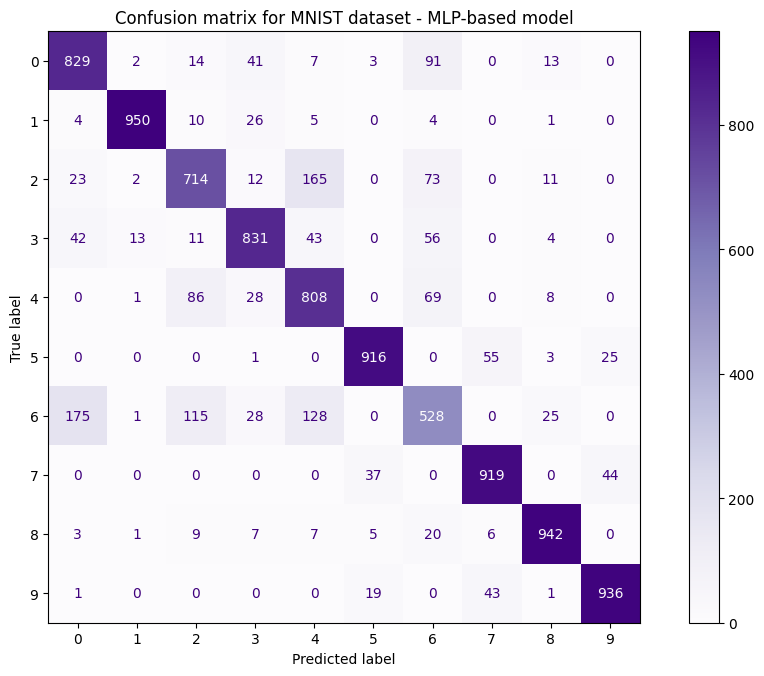 Confusion matrix for MNIST dataset - MLP-based model
0 829 2 14 41 7 3 91 0 13 0
1 4 950 10 26 5 0 4 0 1 0
2 23 2 714 12 165 0 73 0 11 0
3 42 13 11 831 43 0 56 0 4 0
4 0 1 86 28 808 0 69 0 8 0
5 0 0 0 1 0 916 0 55 3 25
6 175 1 115 28 128 0 528 0 25 0
7 0 0 0 0 0 37 0 919 0 44
8 3 1 9 7 7 5 20 6 942 0
9 1 0 0 0 0 19 0 43 1 936
0 1 2 3 4 5 6 7 8 9
Predicted label
True label
800
600
400
200
0